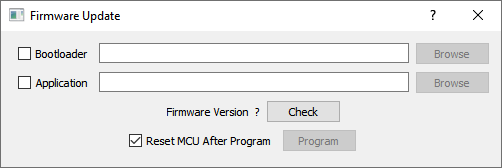 Firmware Update ?
Bootloader Browse
Application Browse
Firmware Version ? Check
Reset MCU After Program Program